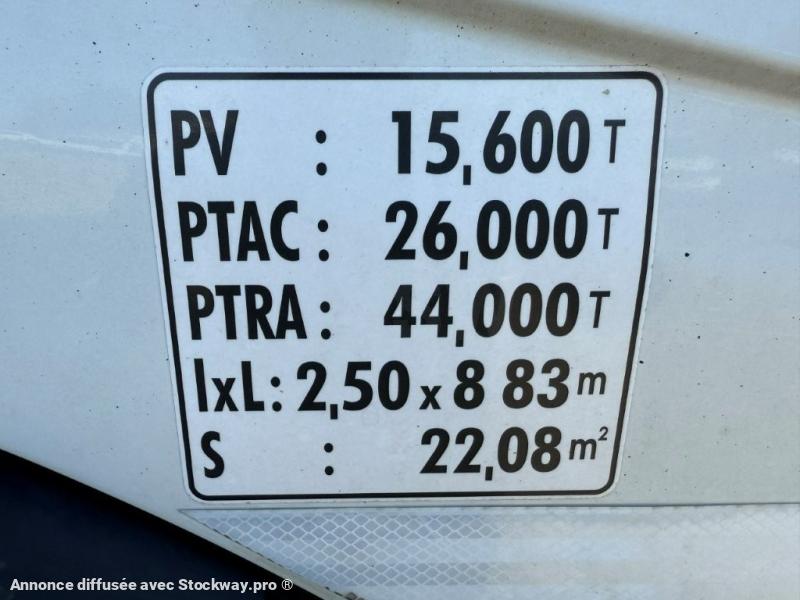 PV : 15,600 T
PTAC : 26,000 T
PTRA : 44,000 T
lxL : 2,50 x 8 83 m
S : 22,08 m²
Annonce diffusée avec Stockway.pro ®